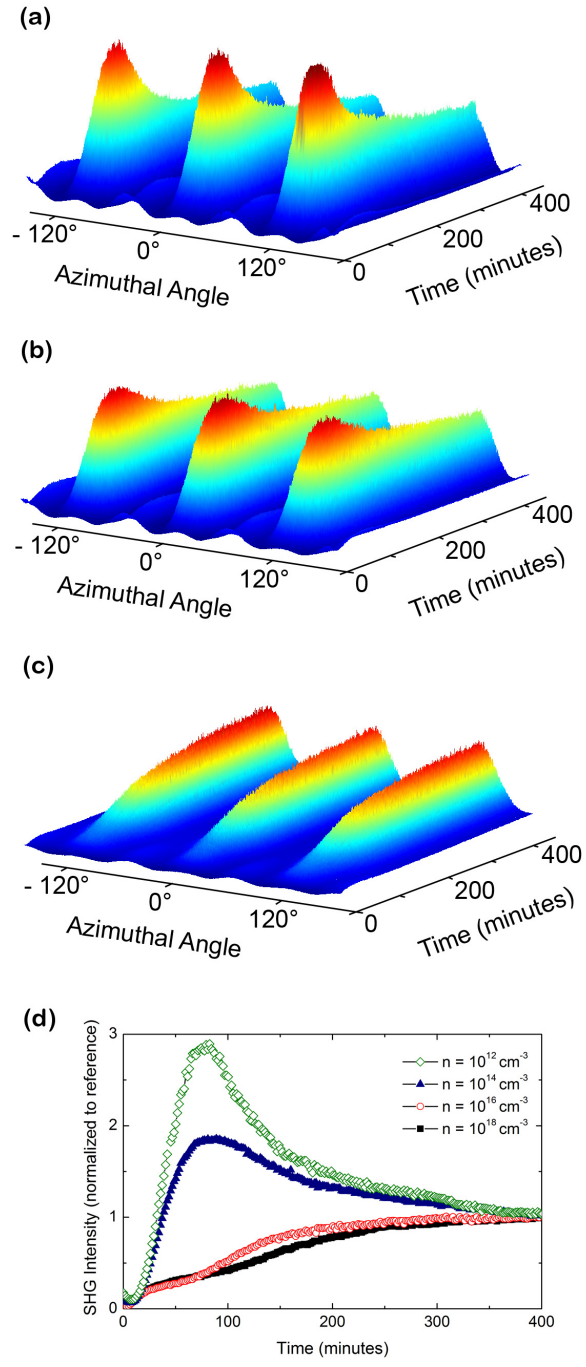 (a)
- 120°
0°
120°
Azimuthal Angle
0
200
400
Time (minutes)
(b)
- 120°
0°
120°
Azimuthal Angle
0
200
400
Time (minutes)
(c)
- 120°
0°
120°
Azimuthal Angle
0
200
400
Time (minutes)
(d)
SHG Intensity (normalized to reference)
3
2
1
0
n = 10¹² cm⁻³
n = 10¹⁴ cm⁻³
n = 10¹⁶ cm⁻³
n = 10¹⁸ cm⁻³
0 100 200 300 400
Time (minutes)